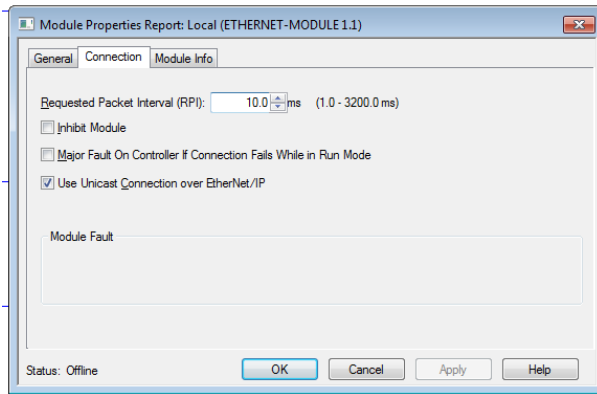 Module Properties Report: Local (ETHERNET-MODULE 1.1)
General Connection Module Info
Requested Packet Interval (RPI): 10.0 ms (1.0 - 3200.0 ms)
Inhibit Module
Major Fault On Controller If Connection Fails While in Run Mode
Use Unicast Connection over EtherNet/IP
Module Fault
Status: Offline OK Cancel Apply Help